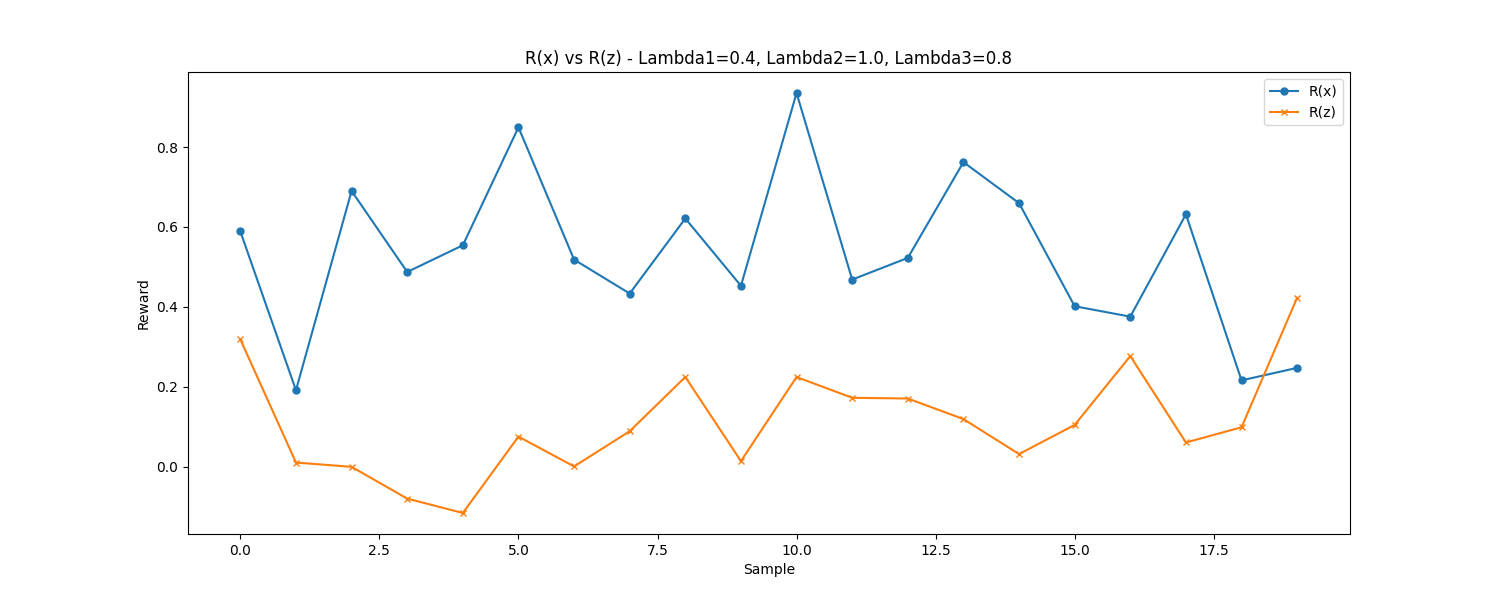 R(x) vs R(z) - Lambda1=0.4, Lambda2=1.0, Lambda3=0.8
R(x)
R(z)
Reward
0.8
0.6
0.4
0.2
0.0
0.0 2.5 5.0 7.5 10.0 12.5 15.0 17.5
Sample